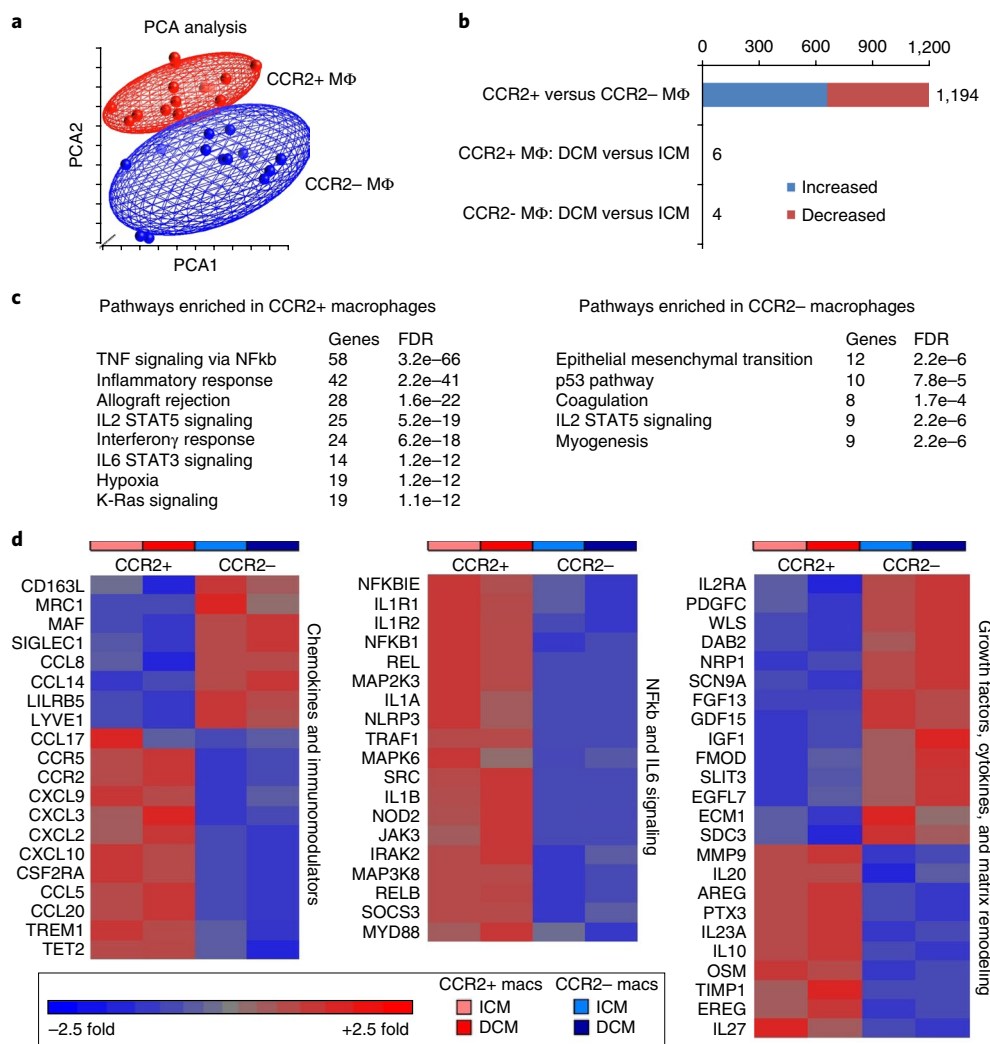 a
PCA analysis
CCR2+ MΦ
CCR2– MΦ
PCA2
PCA1
b
0 300 600 900 1,200
CCR2+ versus CCR2– MΦ 1,194
CCR2+ MΦ: DCM versus ICM 6
CCR2- MΦ: DCM versus ICM 4
Increased
Decreased
c
Pathways enriched in CCR2+ macrophages
Genes FDR
TNF signaling via NFkb 58 3.2e–66
Inflammatory response 42 2.2e–41
Allograft rejection 28 1.6e–22
IL2 STAT5 signaling 25 5.2e–19
Interferonγ response 24 6.2e–18
IL6 STAT3 signaling 14 1.2e–12
Hypoxia 19 1.2e–12
K-Ras signaling 19 1.1e–12
Pathways enriched in CCR2– macrophages
Genes FDR
Epithelial mesenchymal transition 12 2.2e–6
p53 pathway 10 7.8e–5
Coagulation 8 1.7e–4
IL2 STAT5 signaling 9 2.2e–6
Myogenesis 9 2.2e–6
d
CCR2+ CCR2–
CD163L
MRC1
MAF
SIGLEC1
CCL8
CCL14
LILRB5
LYVE1
CCL17
CCR5
CCR2
CXCL9
CXCL3
CXCL2
CXCL10
CSF2RA
CCL5
CCL20
TREM1
TET2
Chemokines and immunomodulators
CCR2+ CCR2–
NFKBIE
IL1R1
IL1R2
NFKB1
REL
MAP2K3
IL1A
NLRP3
TRAF1
MAPK6
SRC
IL1B
NOD2
JAK3
IRAK2
MAP3K8
RELB
SOCS3
MYD88
NFkb and IL6 signaling
CCR2+ CCR2–
IL2RA
PDGFC
WLS
DAB2
NRP1
SCN9A
FGF13
GDF15
IGF1
FMOD
SLIT3
EGFL7
ECM1
SDC3
MMP9
IL20
AREG
PTX3
IL23A
IL10
OSM
TIMP1
EREG
IL27
Growth factors, cytokines, and matrix remodeling
–2.5 fold +2.5 fold
CCR2+ macs CCR2– macs
ICM ICM
DCM DCM